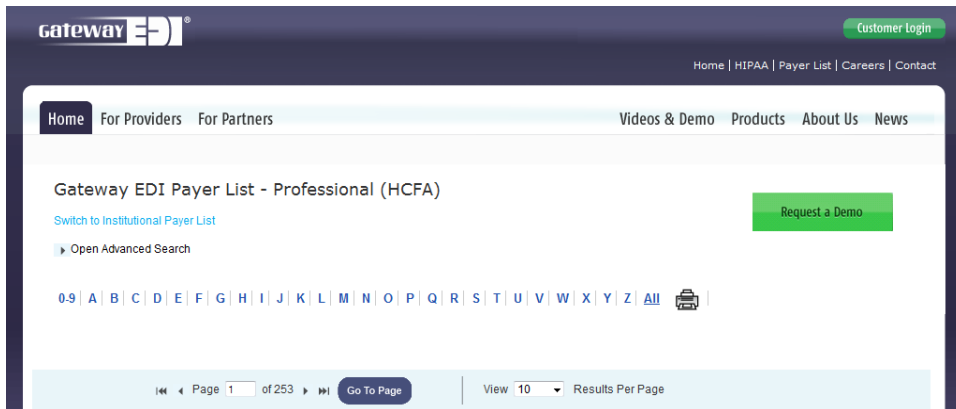 Gateway EDI®
Customer Login
Home | HIPAA | Payer List | Careers | Contact
Home For Providers For Partners Videos & Demo Products About Us News
Gateway EDI Payer List - Professional (HCFA)
Request a Demo
Switch to Institutional Payer List
Open Advanced Search
0-9 | A | B | C | D | E | F | G | H | I | J | K | L | M | N | O | P | Q | R | S | T | U | V | W | X | Y | Z | All
Page 1 of 253 Go To Page View 10 Results Per Page